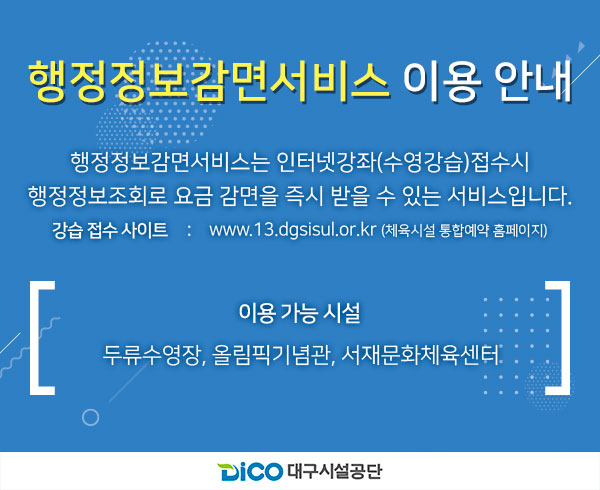 행정정보감면서비스 이용 안내
행정정보감면서비스는 인터넷강좌(수영강습)접수시
행정정보조회로 요금 감면을 즉시 받을 수 있는 서비스입니다.
강습 접수 사이트 : www.13.dgsisul.or.kr (체육시설 통합예약 홈페이지)
이용 가능 시설
두류수영장, 올림픽기념관, 서재문화체육센터
DiCO 대구시설공단